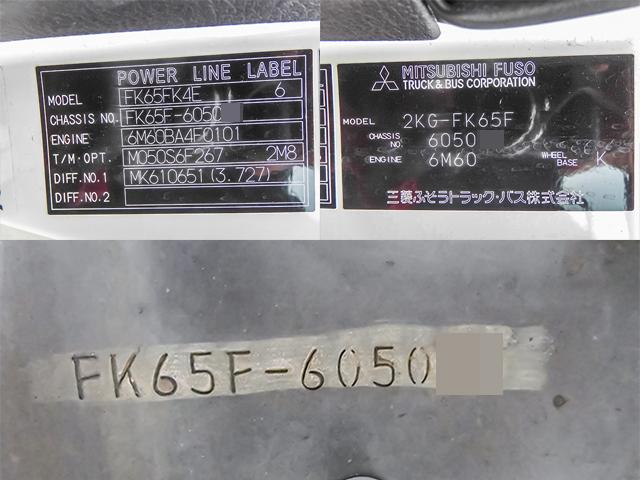 POWER LINE LABEL
MODEL FK65FK4E 6
CHASSIS NO. FK65F-6050
ENGINE 6M60BA4F0101
T/M·OPT. M050S6F267 2M8
DIFF.NO.1 MK610651(3.727)
DIFF.NO.2
MITSUBISHI FUSO
TRUCK & BUS CORPORATION
MODEL 2KG-FK65F
CHASSIS NO. 6050
ENGINE 6M60 WHEEL BASE K
三菱ふそうトラック・バス株式会社
FK65F-6050